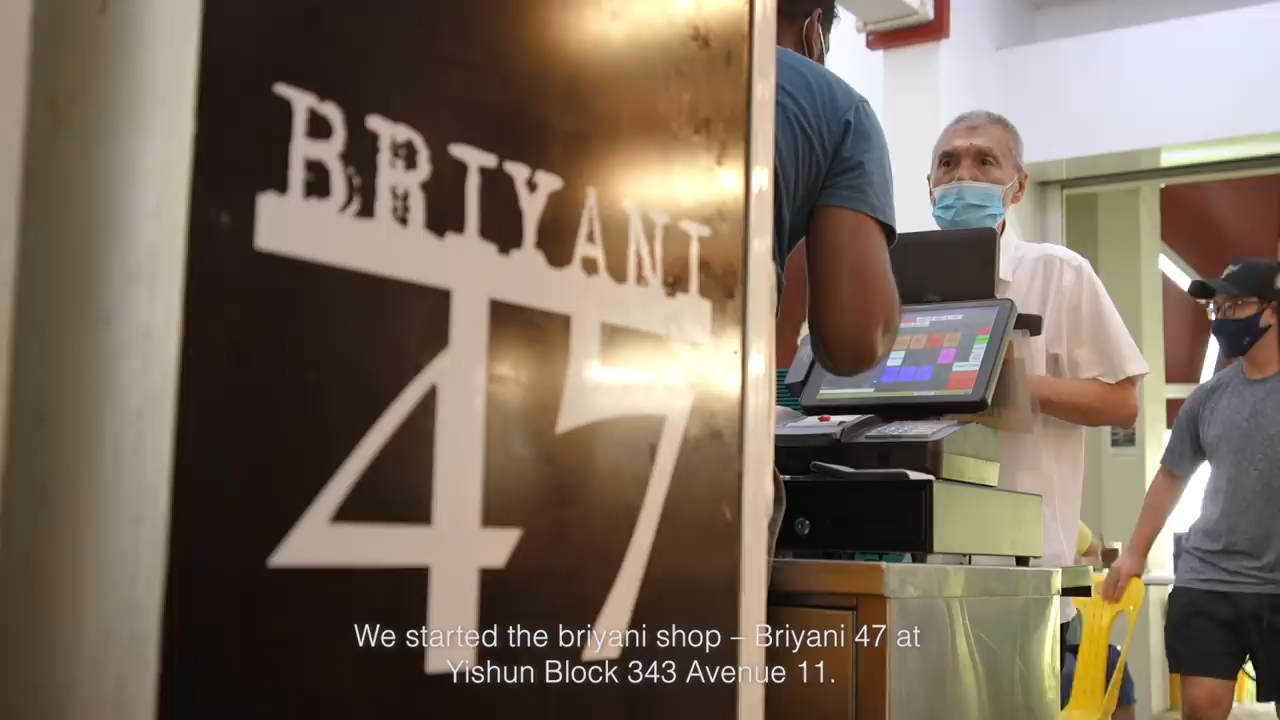 BRIYANI
47
We started the briyani shop – Briyani 47 at
Yishun Block 343 Avenue 11.